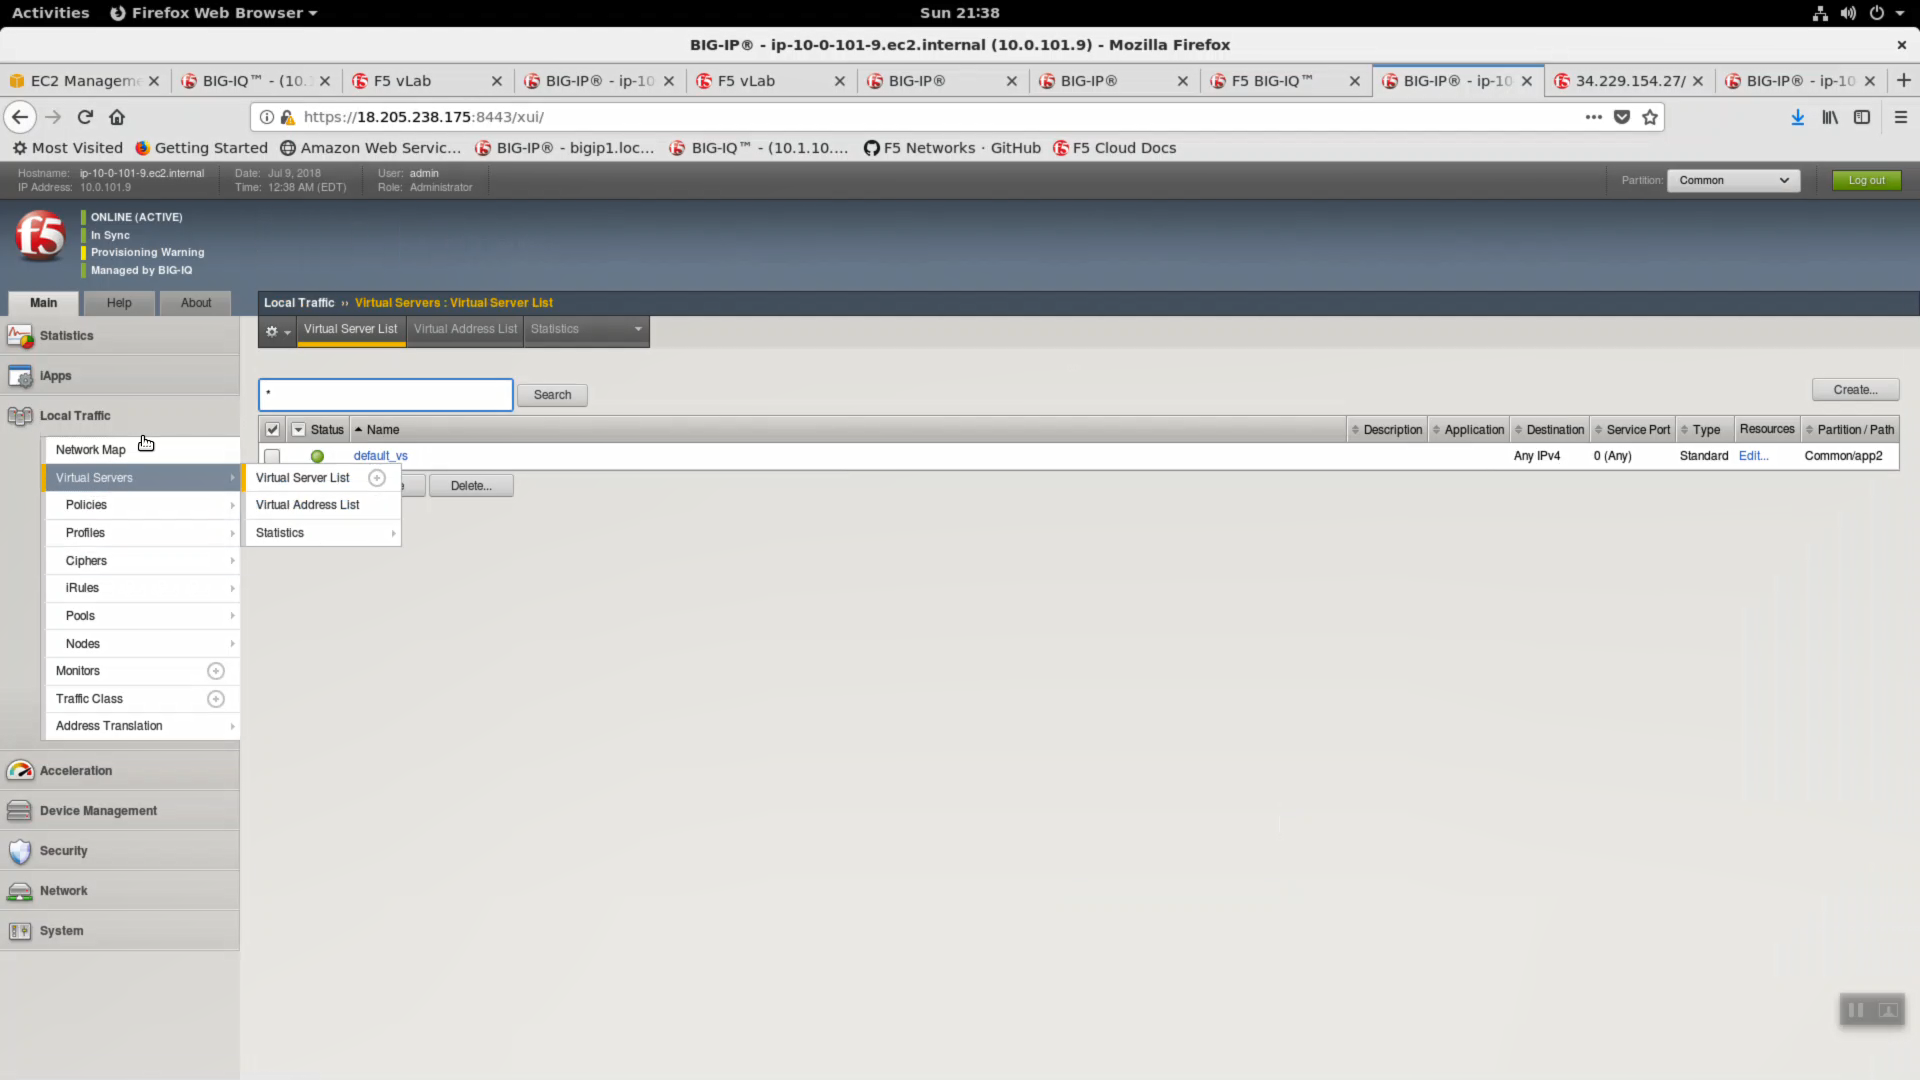 Activities Firefox Web Browser Sun 21:38
BIG-IP® - ip-10-0-101-9.ec2.internal (10.0.101.9) - Mozilla Firefox
EC2 Managem BIG-IQ™ - (10. F5 vLab BIG-IP® - ip-10 F5 vLab BIG-IP® BIG-IP® F5 BIG-IQ™ BIG-IP® - ip-10 34.229.154.27/ BIG-IP® - ip-10
https://18.205.238.175:8443/xui/
Most Visited Getting Started Amazon Web Servic... BIG-IP® - bigip1.loc... BIG-IQ™ - (10.1.10.... F5 Networks · GitHub F5 Cloud Docs
Hostname: ip-10-0-101-9.ec2.internal Date: Jul 9, 2018 User: admin
IP Address: 10.0.101.9 Time: 12:38 AM (EDT) Role: Administrator
Partition: Common Log out
f5
ONLINE (ACTIVE)
In Sync
Provisioning Warning
Managed by BIG-IQ
Main Help About
Local Traffic ›› Virtual Servers : Virtual Server List
Virtual Server List Virtual Address List Statistics
* Search Create...
Status Name Description Application Destination Service Port Type Resources Partition / Path
default_vs Any IPv4 0 (Any) Standard Edit... Common/app2
e Delete...
Statistics
iApps
Local Traffic
Network Map
Virtual Servers
Policies
Profiles
Ciphers
iRules
Pools
Nodes
Monitors
Traffic Class
Address Translation
Virtual Server List
Virtual Address List
Statistics
Acceleration
Device Management
Security
Network
System